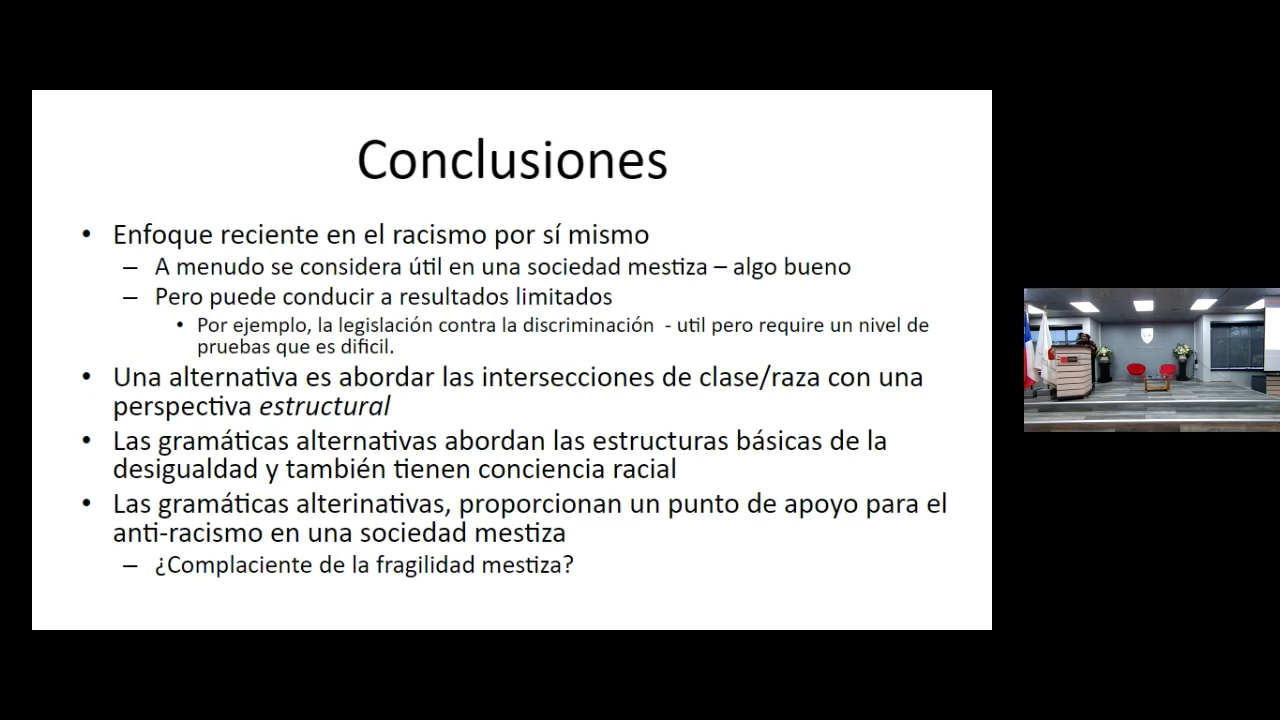 Conclusiones
• Enfoque reciente en el racismo por sí mismo
– A menudo se considera útil en una sociedad mestiza – algo bueno
– Pero puede conducir a resultados limitados
• Por ejemplo, la legislación contra la discriminación - util pero require un nivel de
pruebas que es dificil.
• Una alternativa es abordar las intersecciones de clase/raza con una
perspectiva estructural
• Las gramáticas alternativas abordan las estructuras básicas de la
desigualdad y también tienen conciencia racial
• Las gramáticas alterinativas, proporcionan un punto de apoyo para el
anti-racismo en una sociedad mestiza
– ¿Complaciente de la fragilidad mestiza?